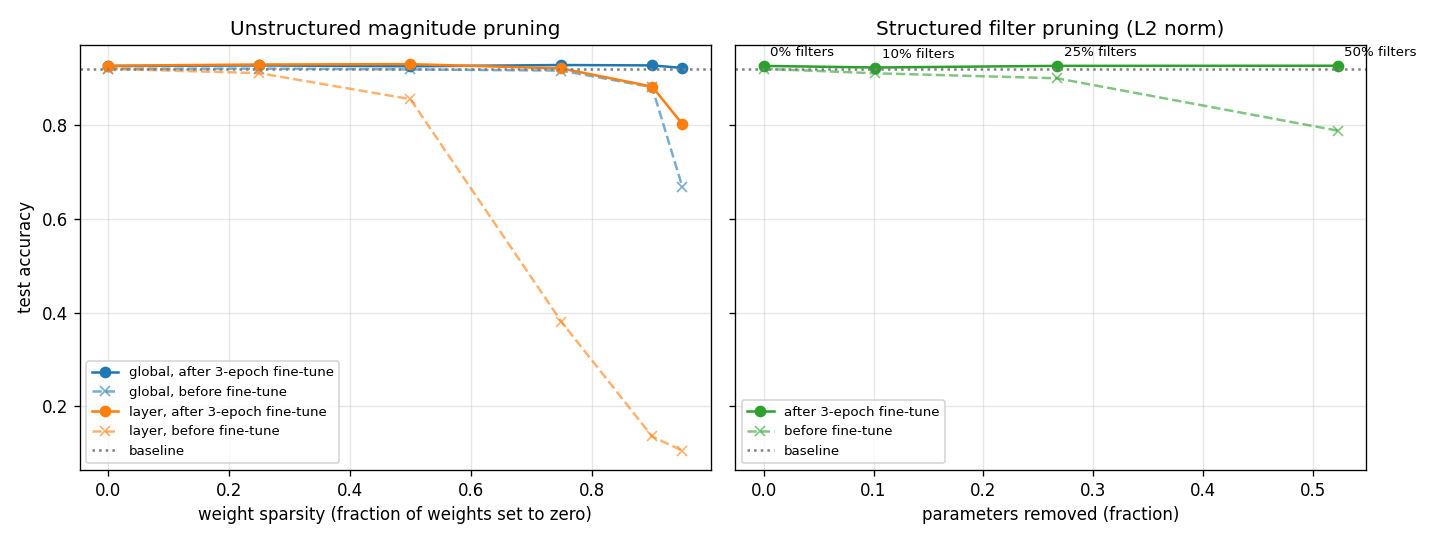 Unstructured magnitude pruning
test accuracy
0.8
0.6
0.4
0.2
global, after 3-epoch fine-tune
global, before fine-tune
layer, after 3-epoch fine-tune
layer, before fine-tune
baseline
0.0 0.2 0.4 0.6 0.8
weight sparsity (fraction of weights set to zero)
Structured filter pruning (L2 norm)
0% filters 10% filters 25% filters 50% filters
after 3-epoch fine-tune
before fine-tune
baseline
0.0 0.1 0.2 0.3 0.4 0.5
parameters removed (fraction)